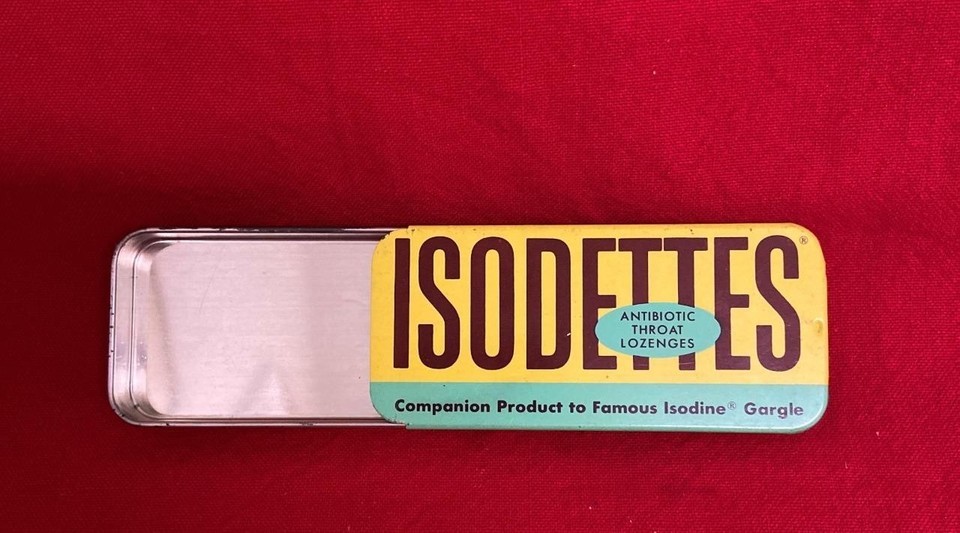 ISODETTES®
ANTIBIOTIC
THROAT
LOZENGES
Companion Product to Famous Isodine® Gargle